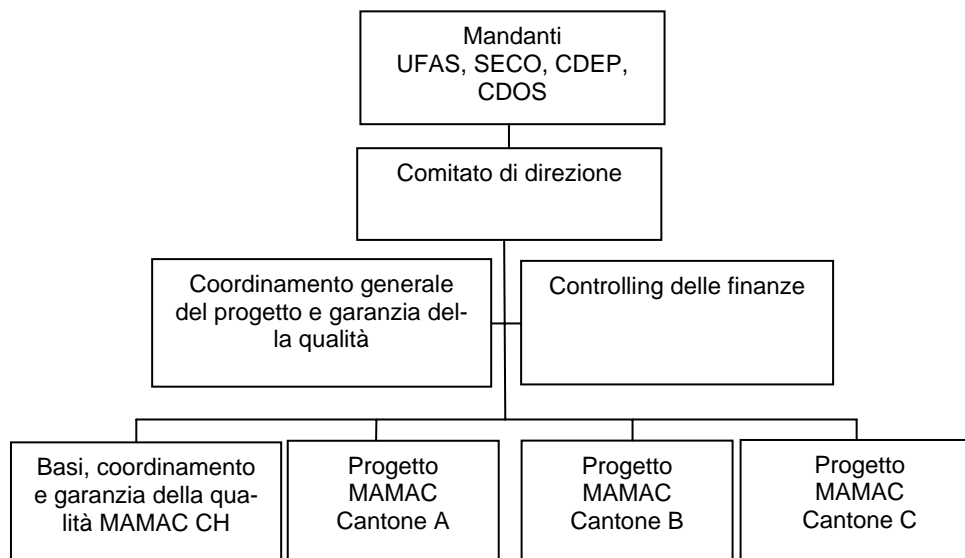 Mandanti
UFAS, SECO, CDEP,
CDOS
Comitato di direzione
Coordinamento generale
del progetto e garanzia del-
la qualità
Controlling delle finanze
Basi, coordinamento
e garanzia della qua-
lità MAMAC CH
Progetto
MAMAC
Cantone A
Progetto
MAMAC
Cantone B
Progetto
MAMAC
Cantone C